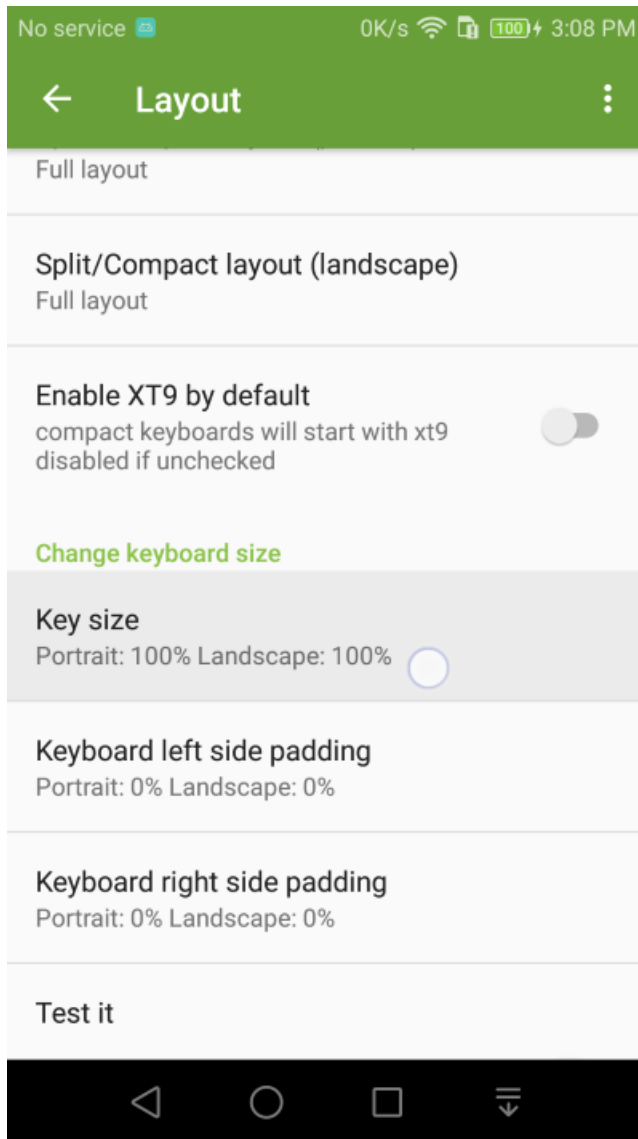 No service 0K/s 100 3:08 PM
Layout
Full layout
Split/Compact layout (landscape)
Full layout
Enable XT9 by default
compact keyboards will start with xt9
disabled if unchecked
Change keyboard size
Key size
Portrait: 100% Landscape: 100%
Keyboard left side padding
Portrait: 0% Landscape: 0%
Keyboard right side padding
Portrait: 0% Landscape: 0%
Test it